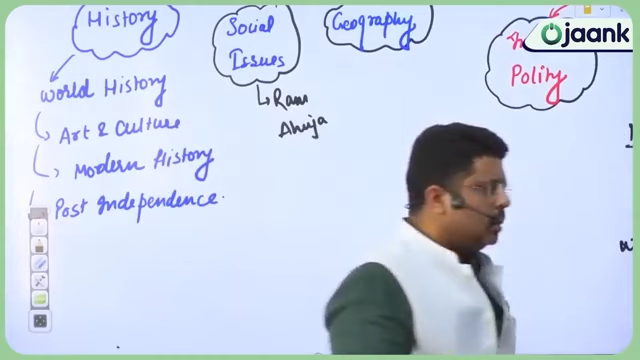 History
Social
Issues
Geography
Polity
Ojaank
World History
Art & Culture
Modern History
Post Independence.
Ram
Ahuja